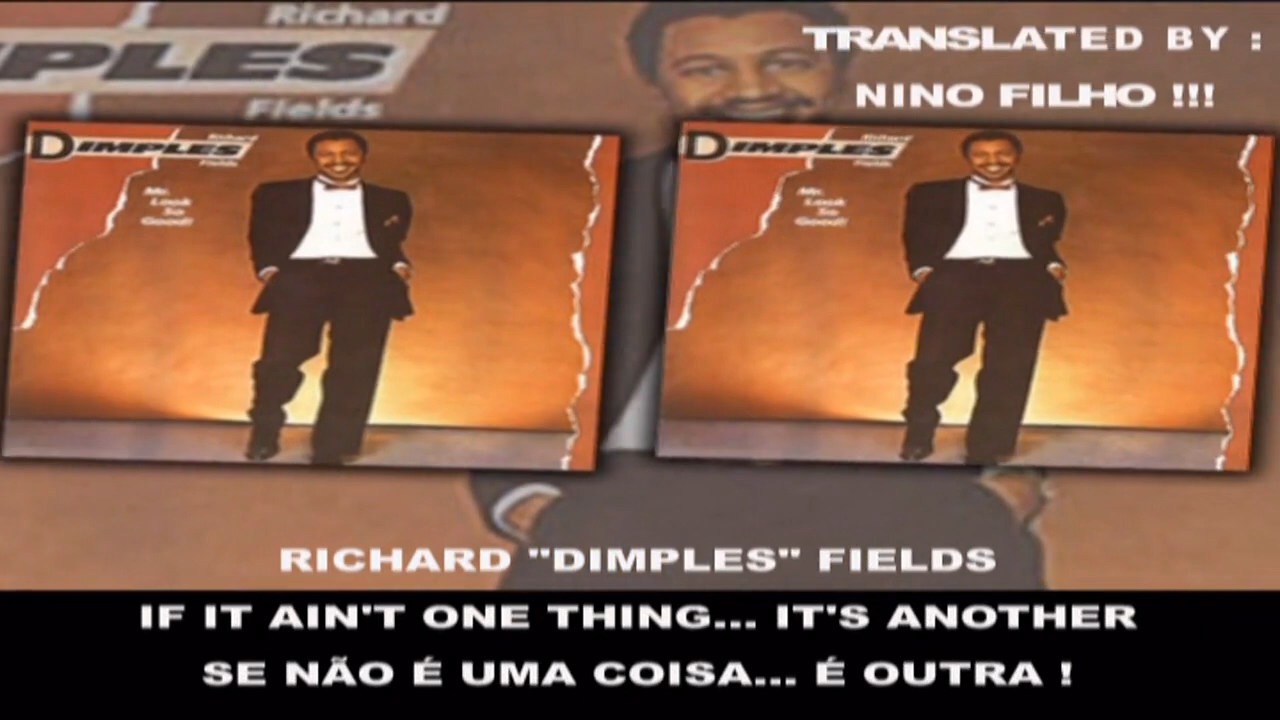 Richard
PLES
Fields
TRANSLATED BY :
NINO FILHO !!!
Richard
DIMPLES
Fields
Mr.
Look
So
Good!
Richard
DIMPLES
Fields
Mr.
Look
So
Good!
RICHARD "DIMPLES" FIELDS
IF IT AIN'T ONE THING... IT'S ANOTHER
SE NÃO É UMA COISA... É OUTRA !